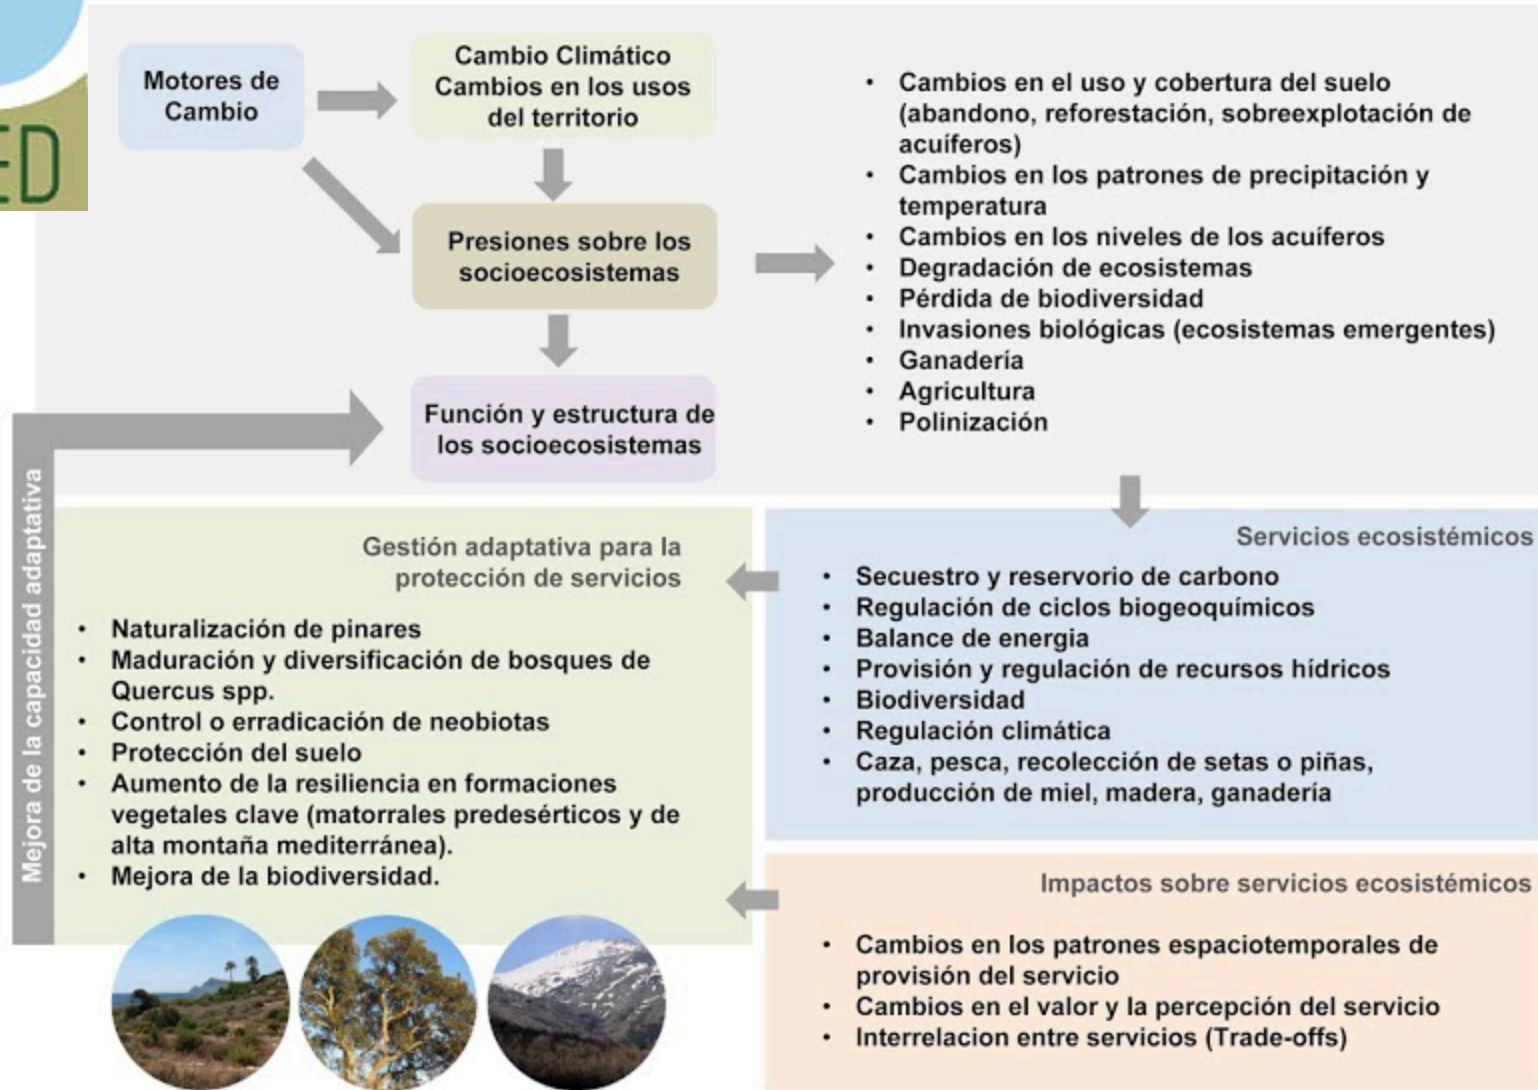 ED
Motores de
Cambio
Cambio Climático
Cambios en los usos
del territorio
Presiones sobre los
socioecosistemas
Función y estructura de
los socioecosistemas
• Cambios en el uso y cobertura del suelo
(abandono, reforestación, sobreexplotación de
acuíferos)
• Cambios en los patrones de precipitación y
temperatura
• Cambios en los niveles de los acuíferos
• Degradación de ecosistemas
• Pérdida de biodiversidad
• Invasiones biológicas (ecosistemas emergentes)
• Ganadería
• Agricultura
• Polinización
Mejora de la capacidad adaptativa
Gestión adaptativa para la
protección de servicios
• Naturalización de pinares
• Maduración y diversificación de bosques de
Quercus spp.
• Control o erradicación de neobiotas
• Protección del suelo
• Aumento de la resiliencia en formaciones
vegetales clave (matorrales predesérticos y de
alta montaña mediterránea).
• Mejora de la biodiversidad.
Servicios ecosistémicos
• Secuestro y reservorio de carbono
• Regulación de ciclos biogeoquímicos
• Balance de energia
• Provisión y regulación de recursos hídricos
• Biodiversidad
• Regulación climática
• Caza, pesca, recolección de setas o piñas,
producción de miel, madera, ganadería
Impactos sobre servicios ecosistémicos
• Cambios en los patrones espaciotemporales de
provisión del servicio
• Cambios en el valor y la percepción del servicio
• Interrelacion entre servicios (Trade-offs)